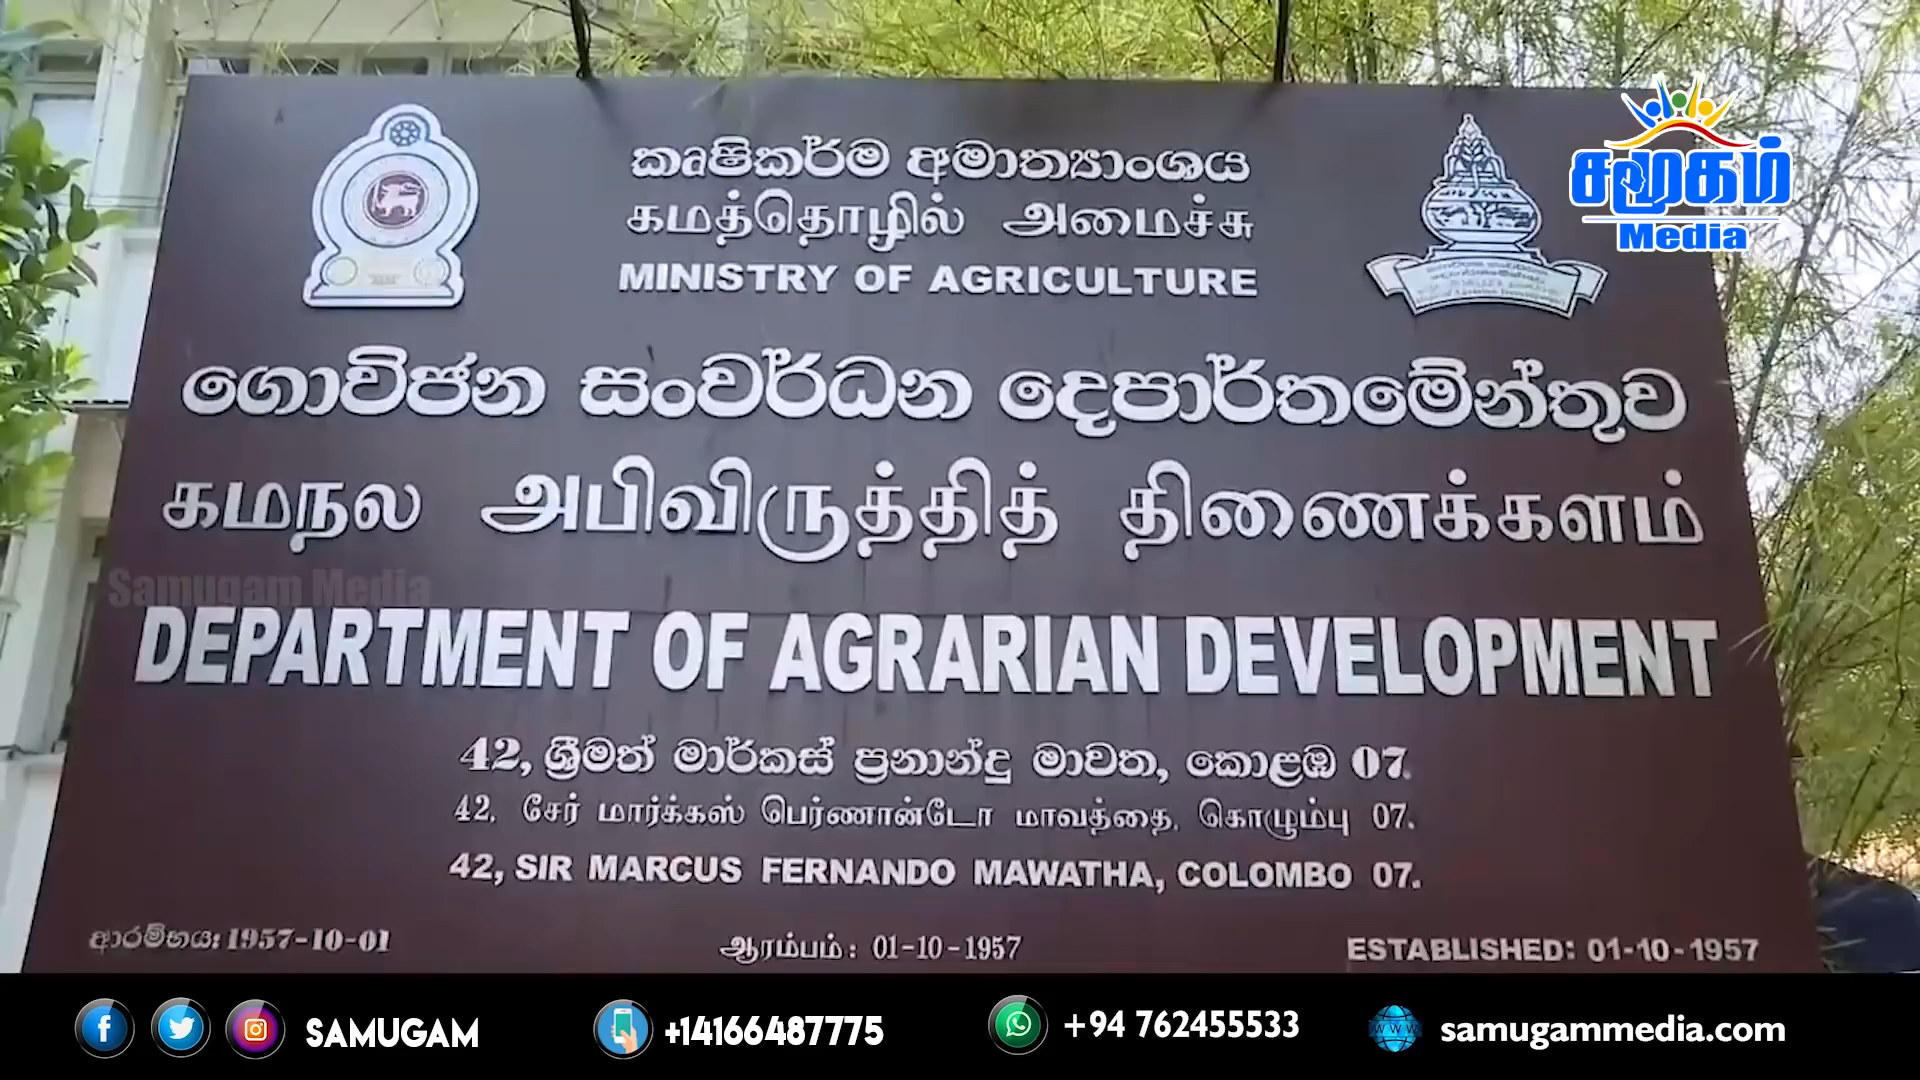 කෘෂිකර්ම අමාත්‍යාංශය
கமத்தொழில் அமைச்சு
MINISTRY OF AGRICULTURE
சமூகம்
Media
ගොවිජන සංවර්ධන දෙපාර්තමේන්තුව
கமநல அபிவிருத்தித் திணைக்களம்
Samugam Media
DEPARTMENT OF AGRARIAN DEVELOPMENT
42, ශ්‍රීමත් මාර්කස් ප්‍රනාන්දු මාවත, කොළඹ 07.
42, சேர் மார்க்கஸ் பெர்ணான்டோ மாவத்தை, கொழும்பு 07.
42, SIR MARCUS FERNANDO MAWATHA, COLOMBO 07.
ආරම්භය: 1957-10-01
ஆரம்பம் : 01-10-1957
ESTABLISHED: 01-10-1957
SAMUGAM
+14166487775
+94 762455533
samugammedia.com